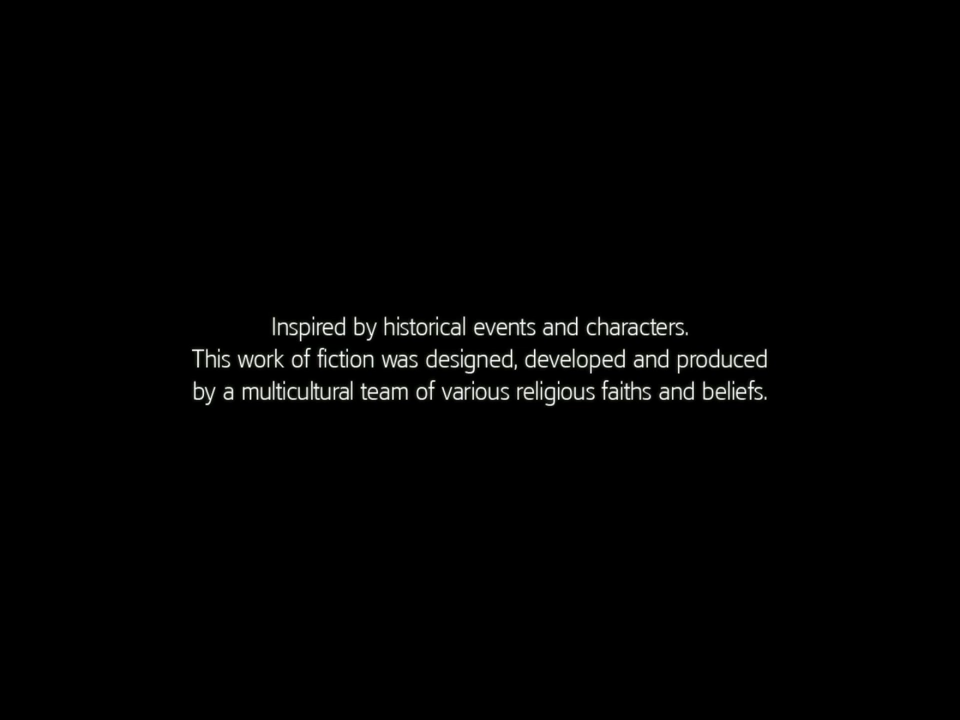 Inspired by historical events and characters.
This work of fiction was designed, developed and produced
by a multicultural team of various religious faiths and beliefs.